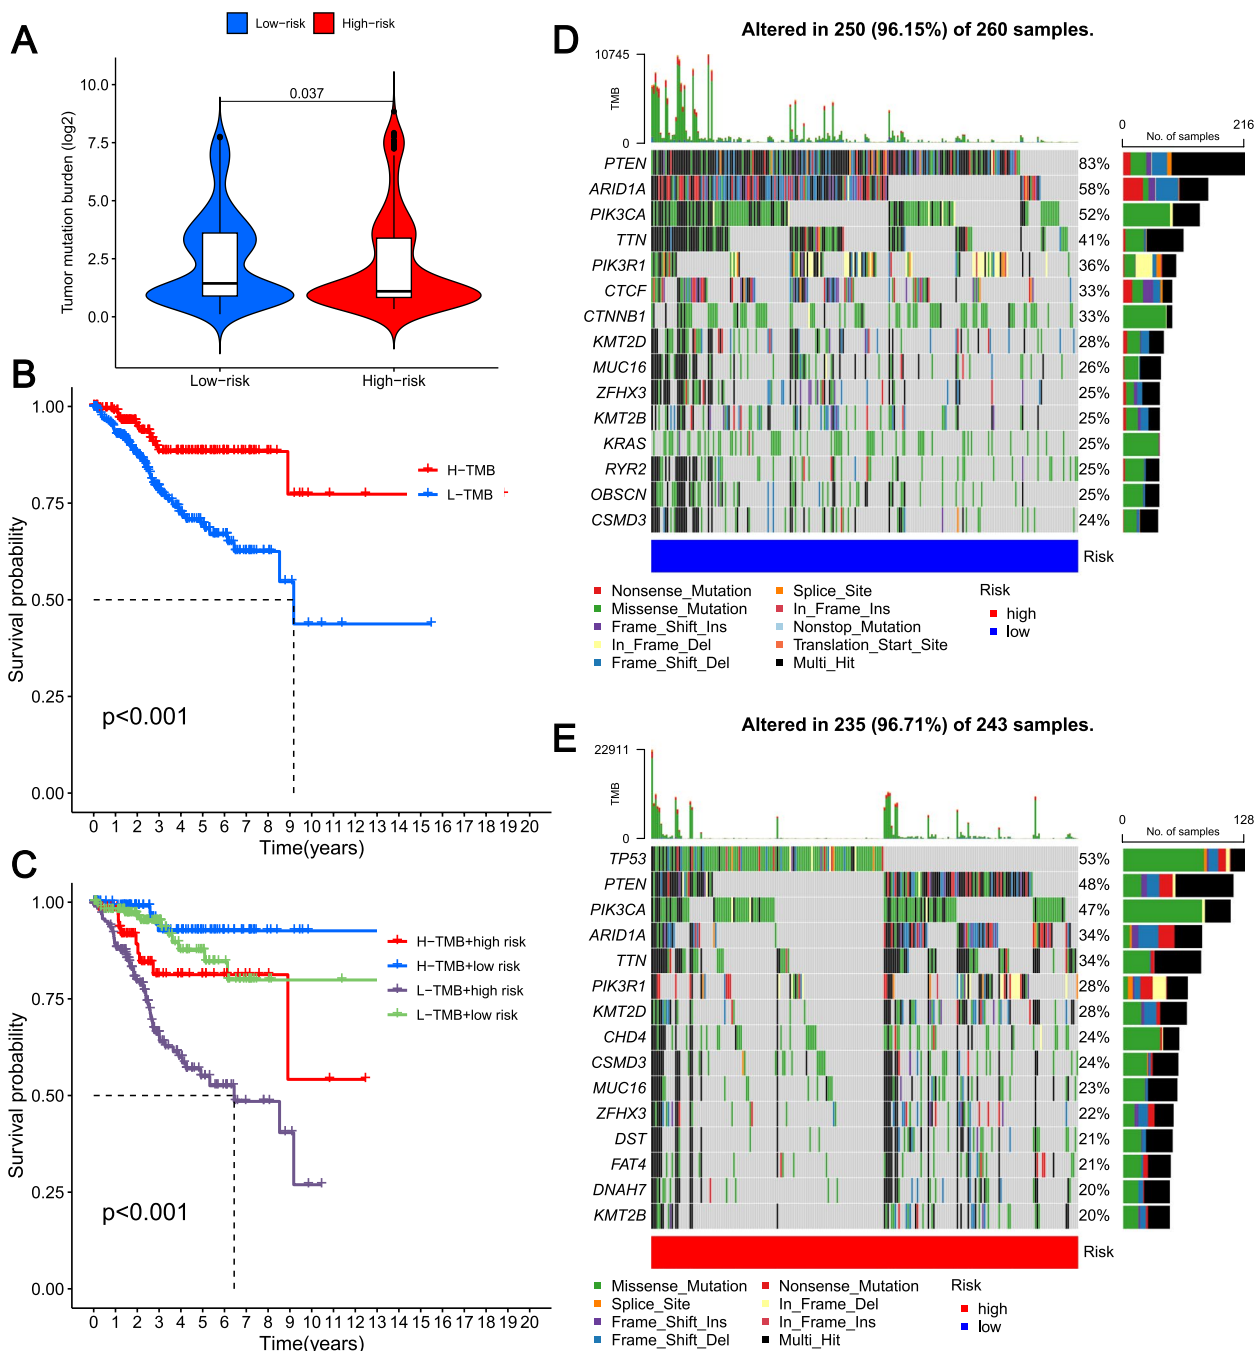 A
Low-risk
High-risk
Tumor mutation burden (log2)
10.0
7.5
5.0
2.5
0.0
0.037
Low-risk
High-risk
B
Survival probability
1.00
0.75
0.50
0.25
0.00
H-TMB
L-TMB
p<0.001
0 1 2 3 4 5 6 7 8 9 10 11 12 13 14 15 16 17 18 19 20
Time(years)
C
Survival probability
1.00
0.75
0.50
0.25
0.00
H-TMB+high risk
H-TMB+low risk
L-TMB+high risk
L-TMB+low risk
p<0.001
0 1 2 3 4 5 6 7 8 9 10 11 12 13 14 15 16 17 18 19 20
Time(years)
D
Altered in 250 (96.15%) of 260 samples.
10745
TMB
0
0 216
No. of samples
PTEN 83%
ARID1A 58%
PIK3CA 52%
TTN 41%
PIK3R1 36%
CTCF 33%
CTNNB1 33%
KMT2D 28%
MUC16 26%
ZFHX3 25%
KMT2B 25%
KRAS 25%
RYR2 25%
OBSCN 25%
CSMD3 24%
Risk
Nonsense_Mutation
Missense_Mutation
Frame_Shift_Ins
In_Frame_Del
Frame_Shift_Del
Splice_Site
In_Frame_Ins
Nonstop_Mutation
Translation_Start_Site
Multi_Hit
Risk
high
low
E
Altered in 235 (96.71%) of 243 samples.
22911
TMB
0
0 128
No. of samples
TP53 53%
PTEN 48%
PIK3CA 47%
ARID1A 34%
TTN 34%
PIK3R1 28%
KMT2D 28%
CHD4 24%
CSMD3 24%
MUC16 23%
ZFHX3 22%
DST 21%
FAT4 21%
DNAH7 20%
KMT2B 20%
Risk
Missense_Mutation
Splice_Site
Frame_Shift_Ins
Frame_Shift_Del
Nonsense_Mutation
In_Frame_Del
In_Frame_Ins
Multi_Hit
Risk
high
low